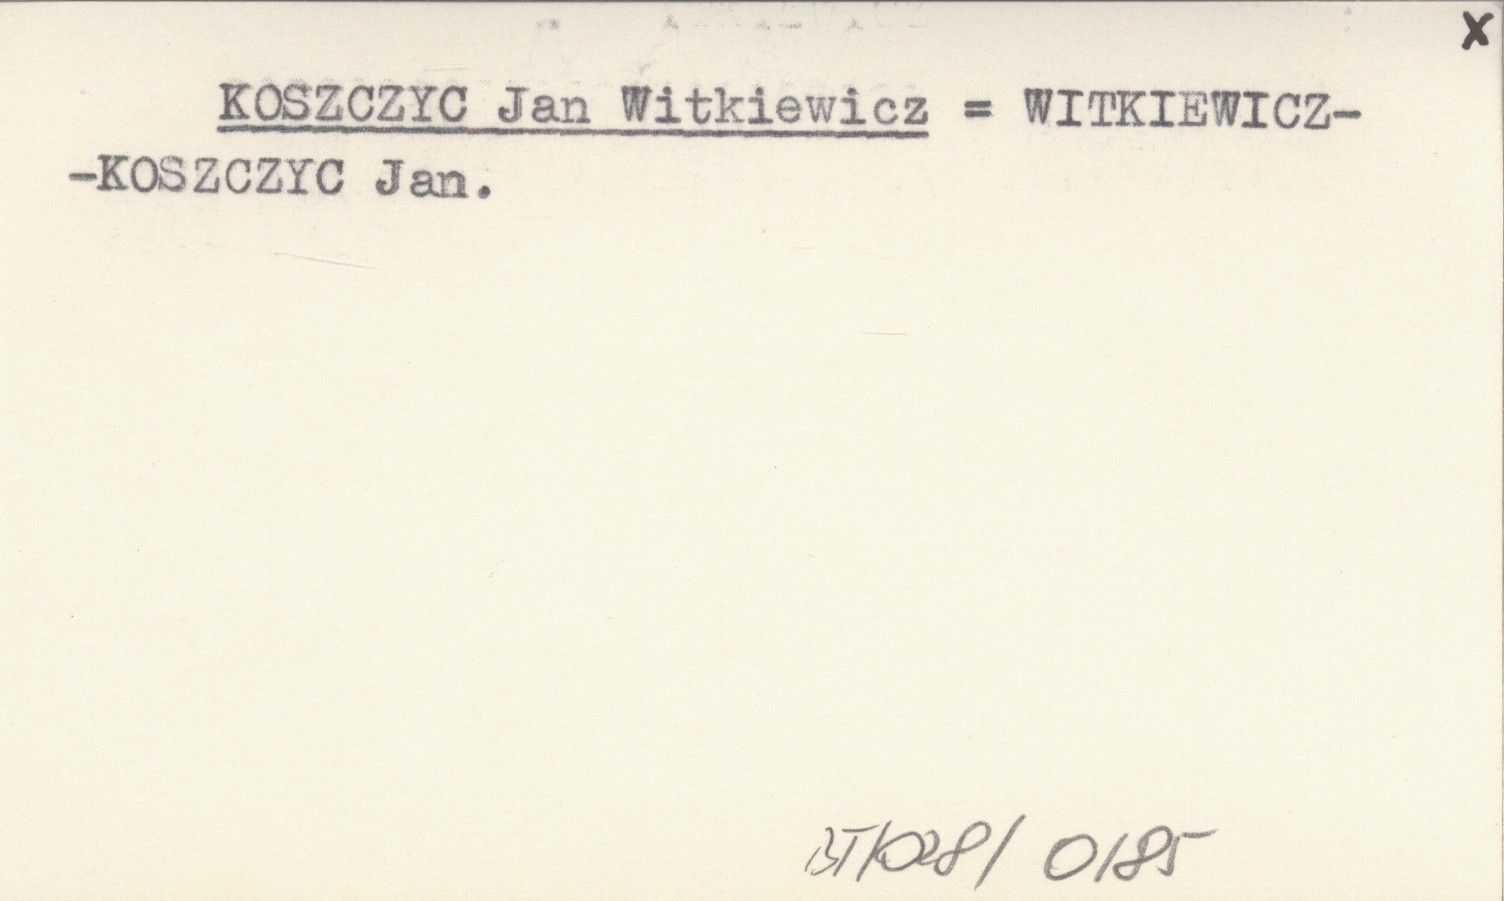 x
KOSZCZYC Jan Witkiewicz = WITKIEWICZ-
-KOSZCZYC Jan.
BT/028/ 0185